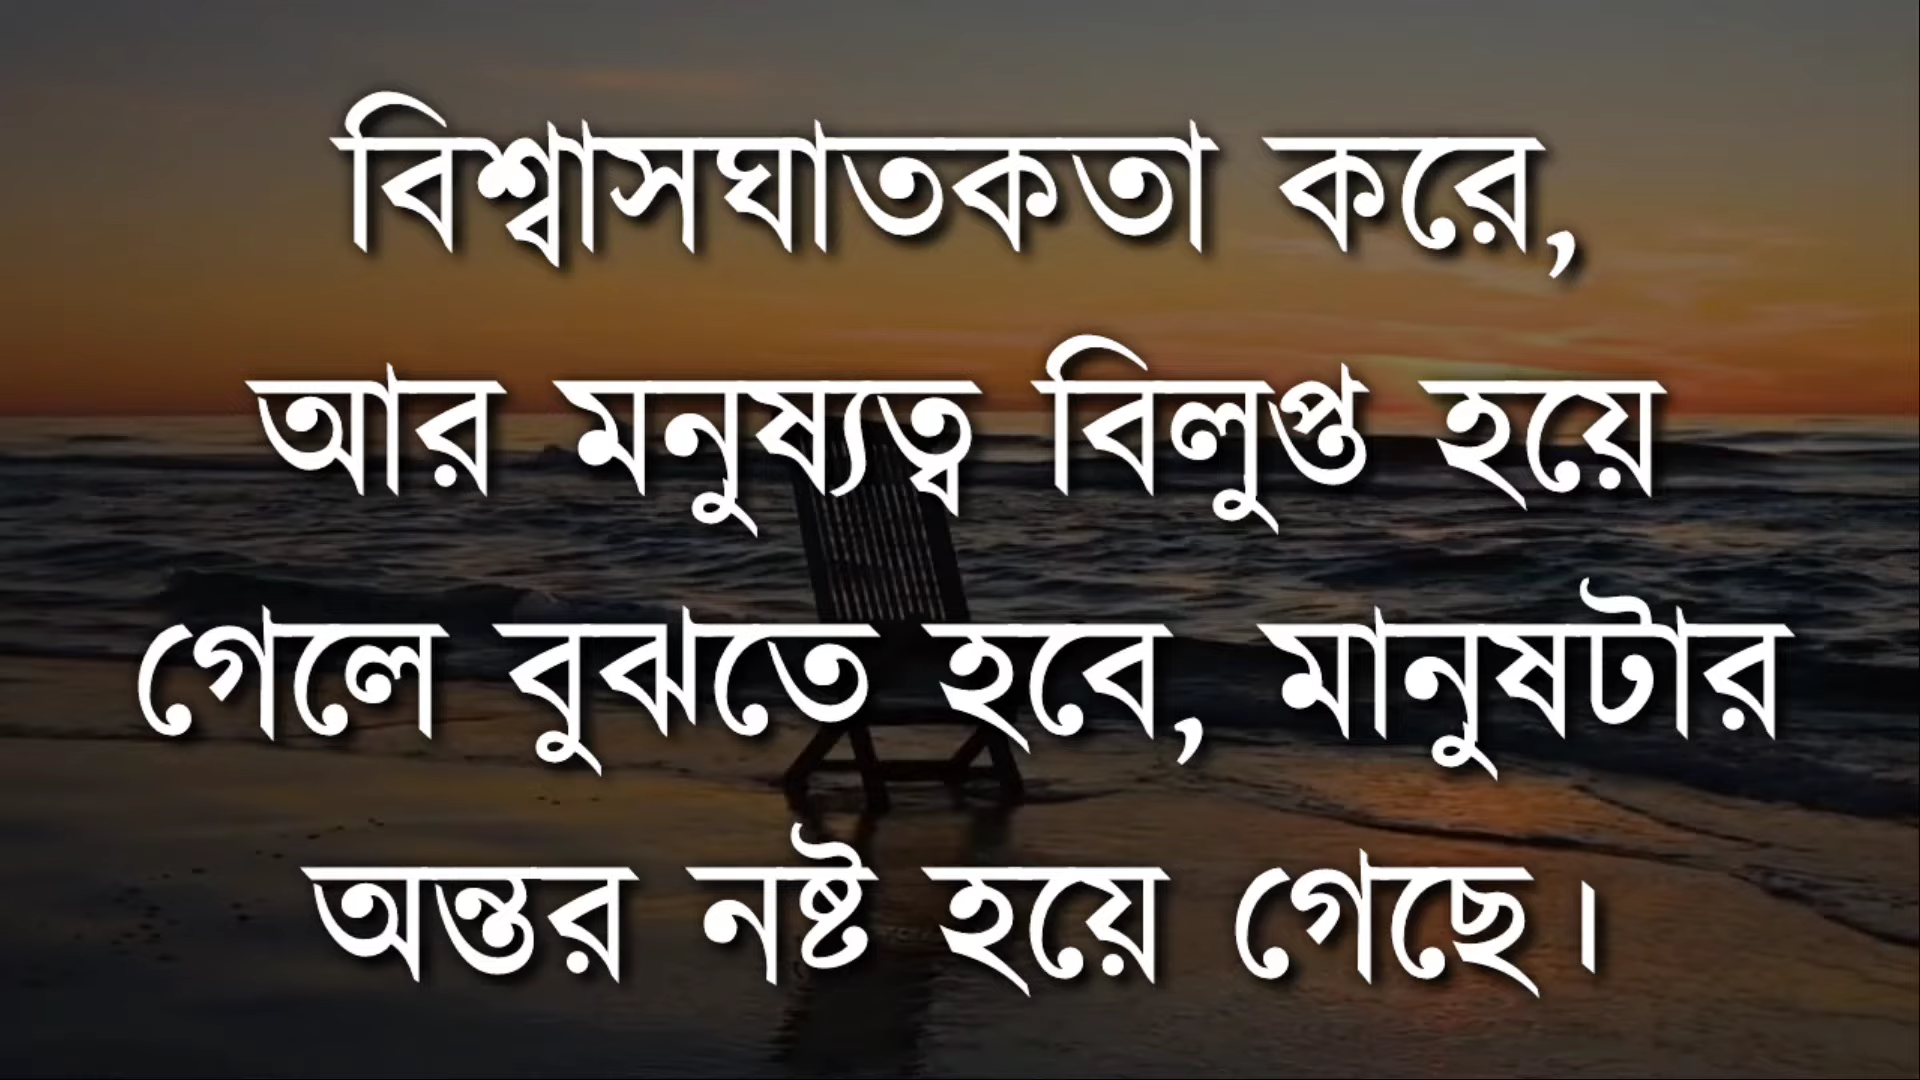 বিশ্বাসঘাতকতা করে,
আর মনুষ্যত্ব বিলুপ্ত হয়ে
গেলে বুঝতে হবে, মানুষটার
অন্তর নষ্ট হয়ে গেছে।